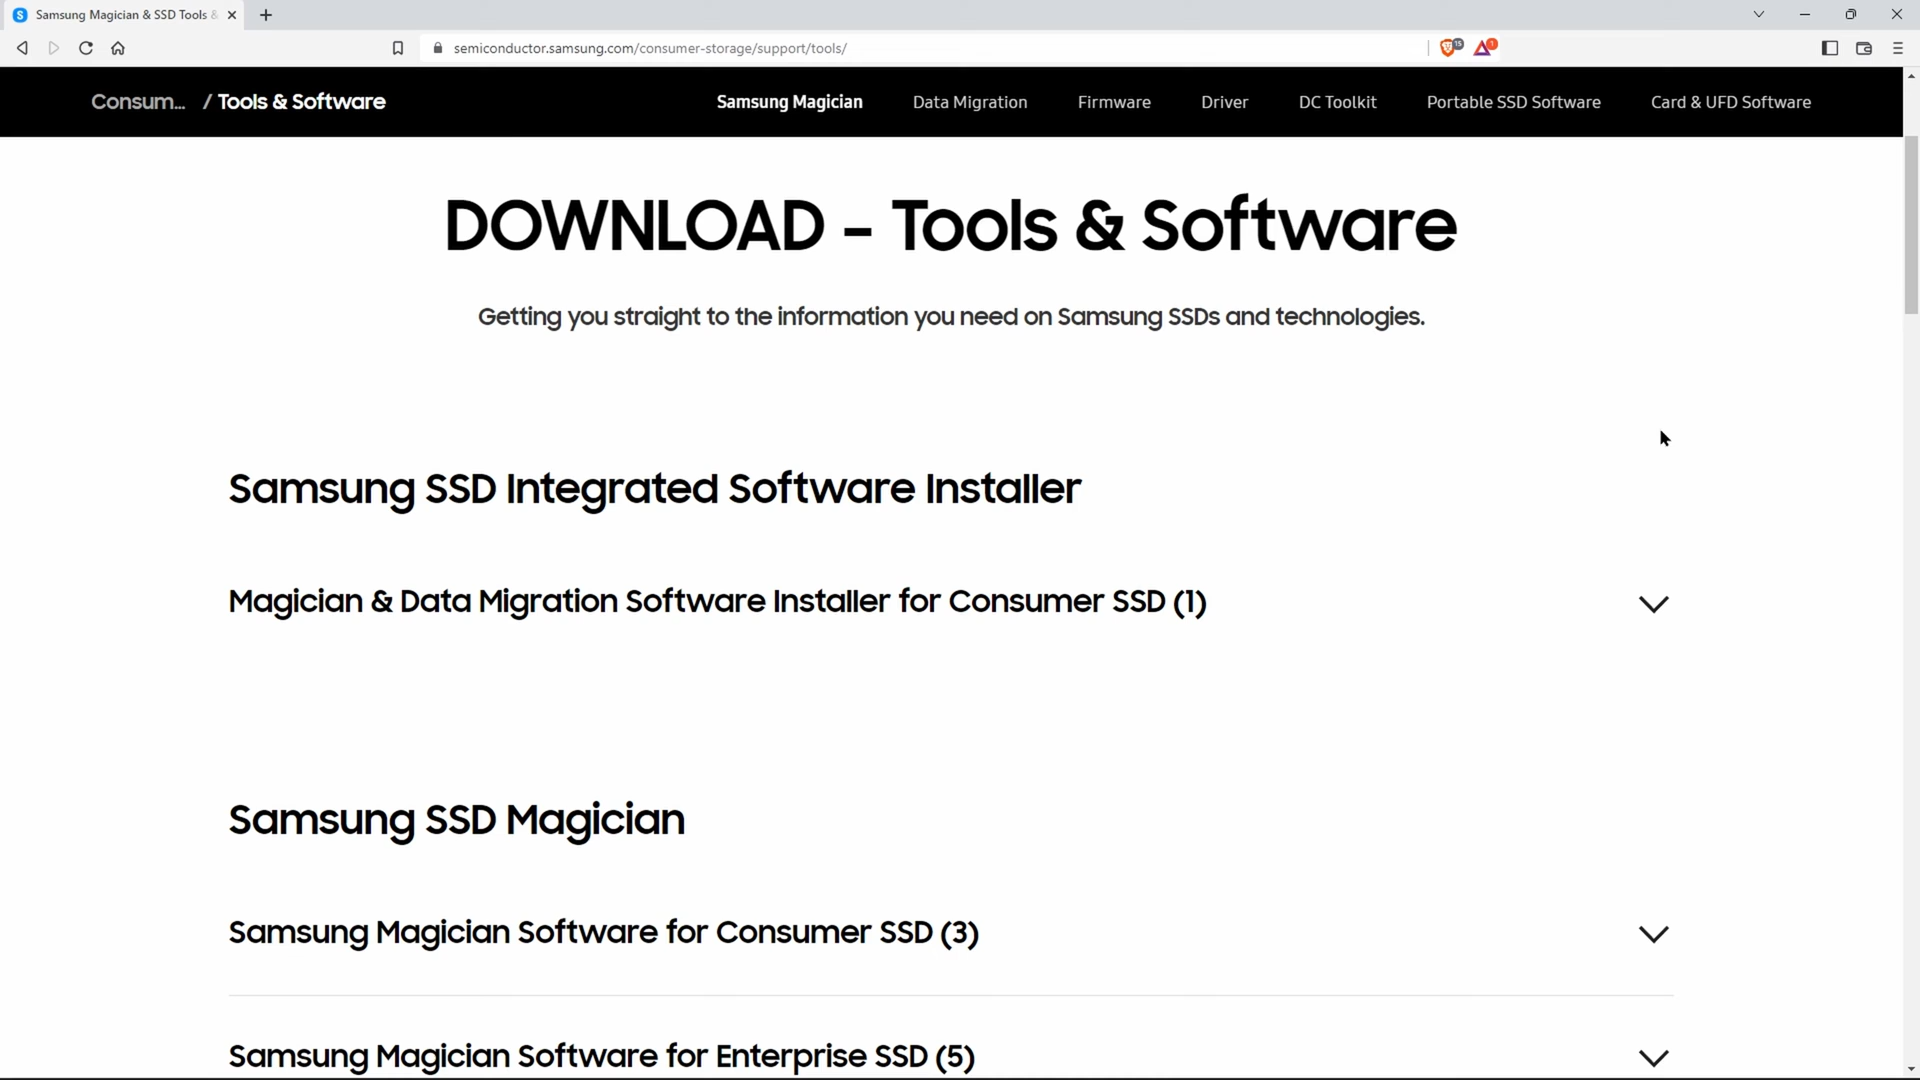 Samsung Magician & SSD Tools &
semiconductor.samsung.com/consumer-storage/support/tools/
15
1
Consum... / Tools & Software
Samsung Magician
Data Migration
Firmware
Driver
DC Toolkit
Portable SSD Software
Card & UFD Software
DOWNLOAD – Tools & Software
Getting you straight to the information you need on Samsung SSDs and technologies.
Samsung SSD Integrated Software Installer
Magician & Data Migration Software Installer for Consumer SSD (1)
Samsung SSD Magician
Samsung Magician Software for Consumer SSD (3)
Samsung Magician Software for Enterprise SSD (5)